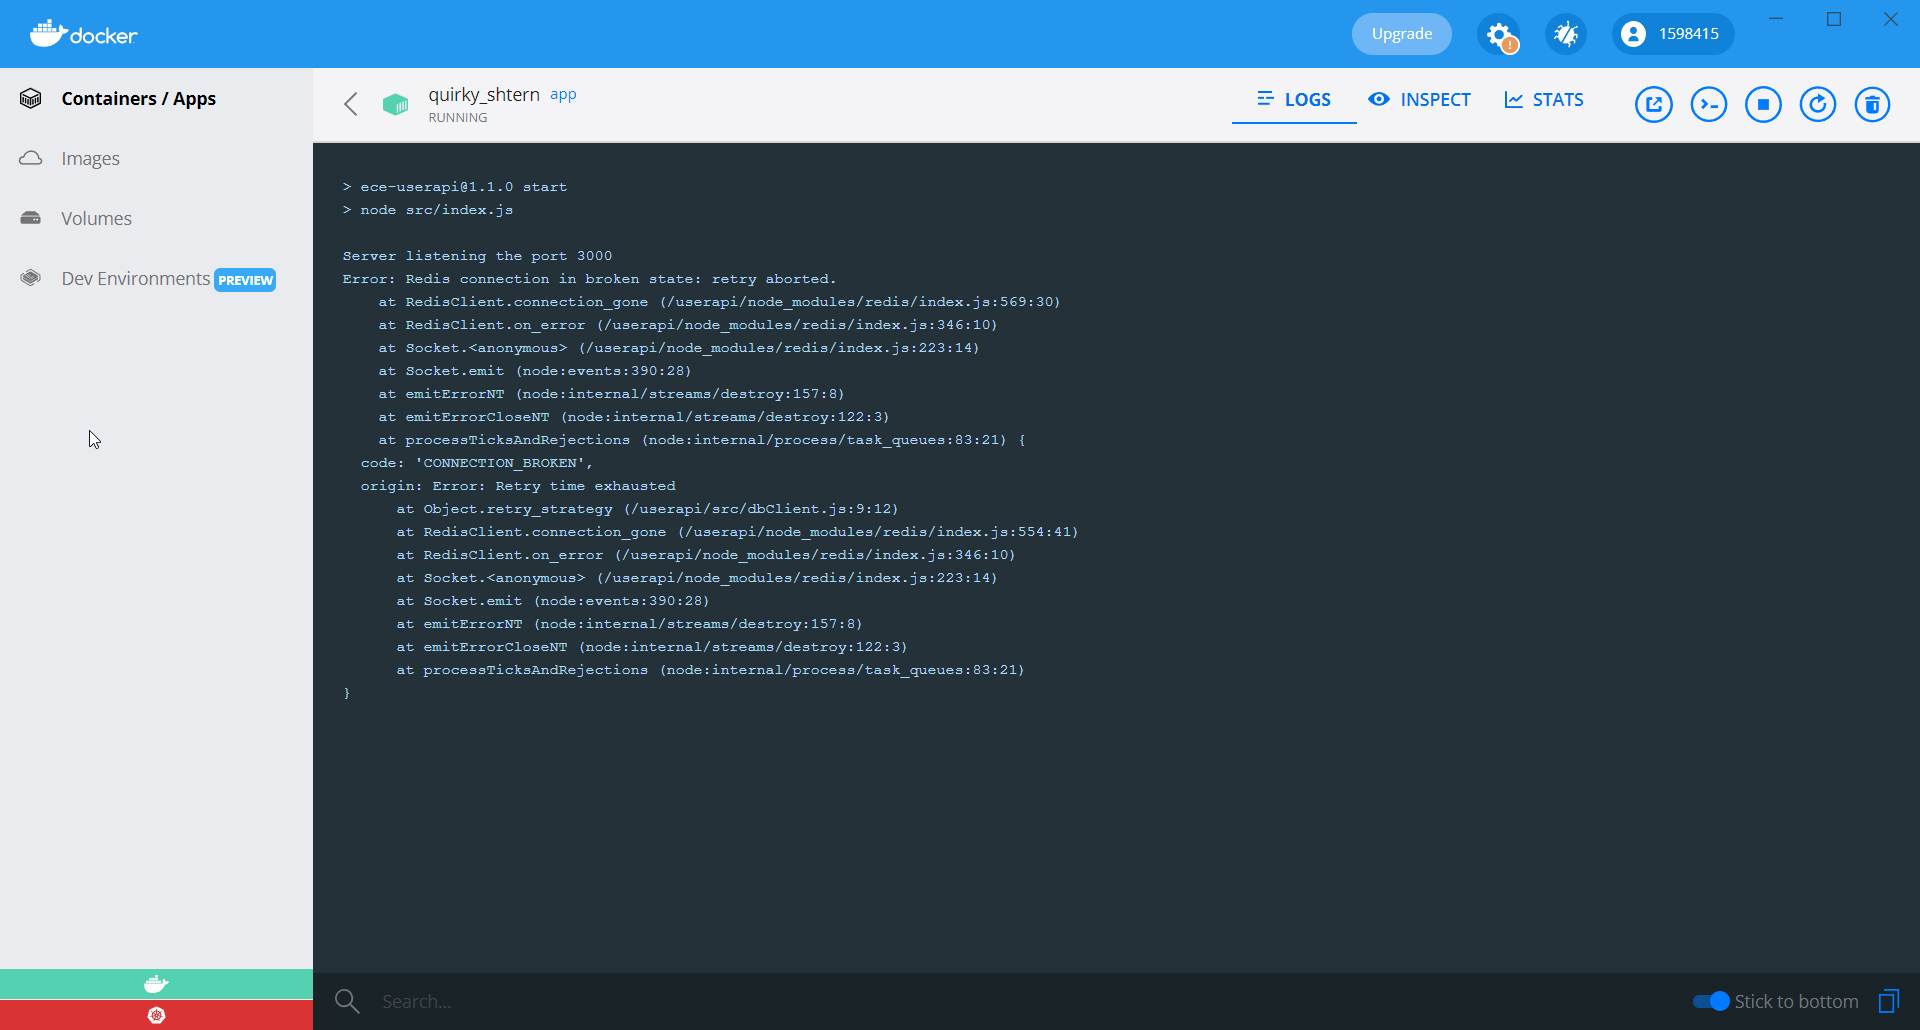 docker
Upgrade
!
1598415
Containers / Apps
Images
Volumes
Dev Environments PREVIEW
quirky_shtern app
RUNNING
LOGS
INSPECT
STATS
> ece-userapi@1.1.0 start
> node src/index.js
Server listening the port 3000
Error: Redis connection in broken state: retry aborted.
at RedisClient.connection_gone (/userapi/node_modules/redis/index.js:569:30)
at RedisClient.on_error (/userapi/node_modules/redis/index.js:346:10)
at Socket.<anonymous> (/userapi/node_modules/redis/index.js:223:14)
at Socket.emit (node:events:390:28)
at emitErrorNT (node:internal/streams/destroy:157:8)
at emitErrorCloseNT (node:internal/streams/destroy:122:3)
at processTicksAndRejections (node:internal/process/task_queues:83:21) {
code: 'CONNECTION_BROKEN',
origin: Error: Retry time exhausted
at Object.retry_strategy (/userapi/src/dbClient.js:9:12)
at RedisClient.connection_gone (/userapi/node_modules/redis/index.js:554:41)
at RedisClient.on_error (/userapi/node_modules/redis/index.js:346:10)
at Socket.<anonymous> (/userapi/node_modules/redis/index.js:223:14)
at Socket.emit (node:events:390:28)
at emitErrorNT (node:internal/streams/destroy:157:8)
at emitErrorCloseNT (node:internal/streams/destroy:122:3)
at processTicksAndRejections (node:internal/process/task_queues:83:21)
}
Search...
Stick to bottom